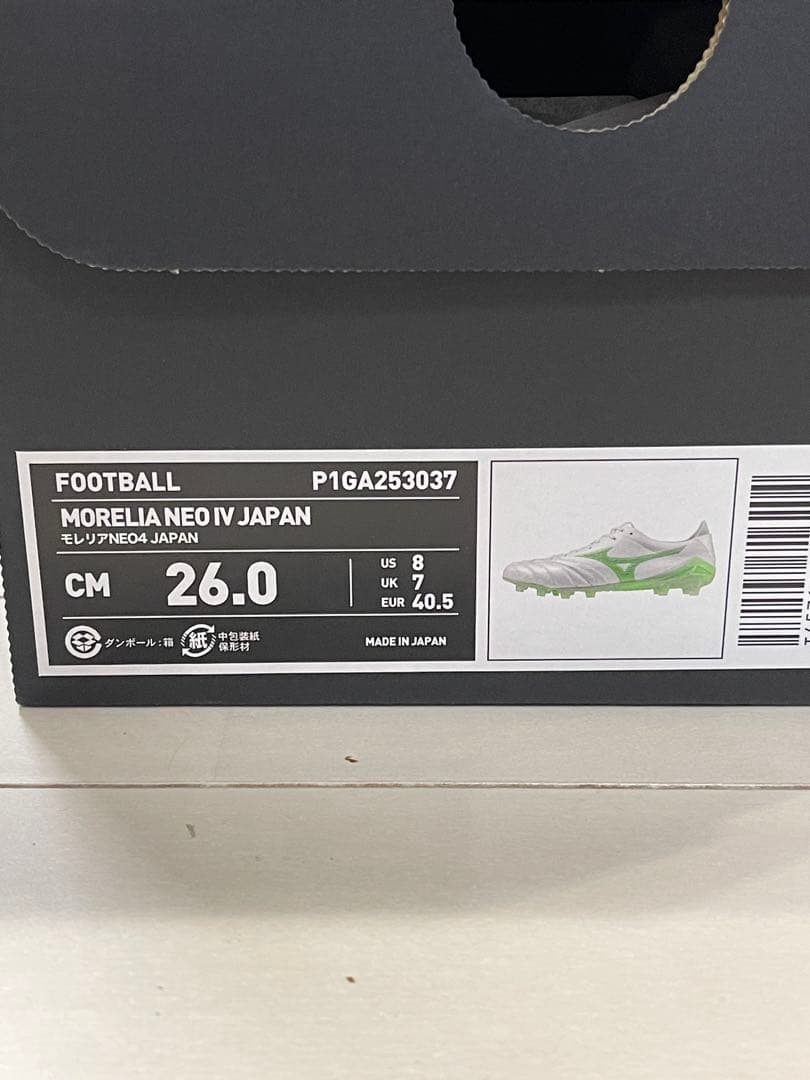 FOOTBALL P1GA253037
MORELIA NEO IV JAPAN
モレリアNEO4 JAPAN
CM 26.0
US 8
UK 7
EUR 40.5
ダンボール:箱 紙 中包装紙
保形材
MADE IN JAPAN